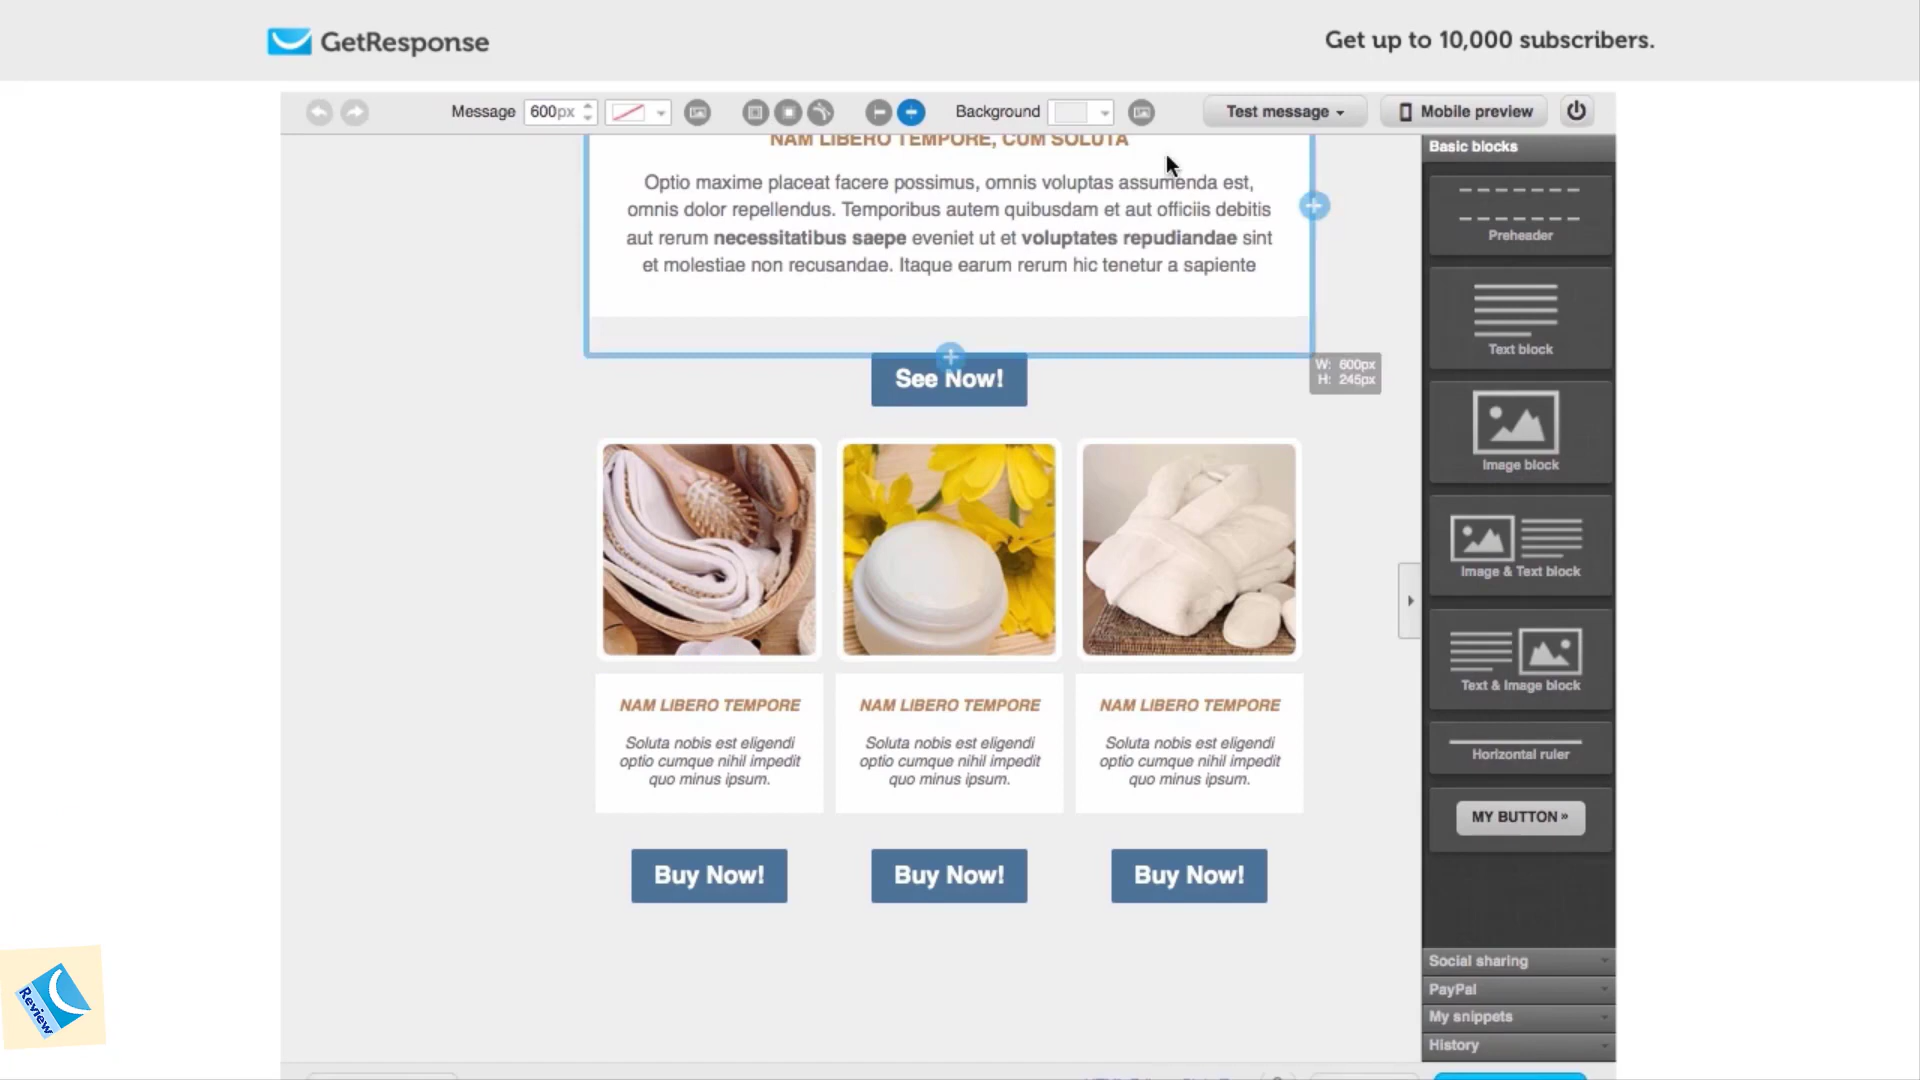 GetResponse
Get up to 10,000 subscribers.
Message 600px Background Test message Mobile preview
NAM LIBERO TEMPORE, CUM SOLUTA
Optio maxime placeat facere possimus, omnis voluptas assumenda est,
omnis dolor repellendus. Temporibus autem quibusdam et aut officiis debitis
aut rerum necessitatibus saepe eveniet ut et voluptates repudiandae sint
et molestiae non recusandae. Itaque earum rerum hic tenetur a sapiente
W: 600px
H: 245px
See Now!
NAM LIBERO TEMPORE
Soluta nobis est eligendi
optio cumque nihil impedit
quo minus ipsum.
Buy Now!
NAM LIBERO TEMPORE
Soluta nobis est eligendi
optio cumque nihil impedit
quo minus ipsum.
Buy Now!
NAM LIBERO TEMPORE
Soluta nobis est eligendi
optio cumque nihil impedit
quo minus ipsum.
Buy Now!
Basic blocks
Preheader
Text block
Image block
Image & Text block
Text & Image block
Horizontal ruler
MY BUTTON »
Social sharing
PayPal
My snippets
History
Review